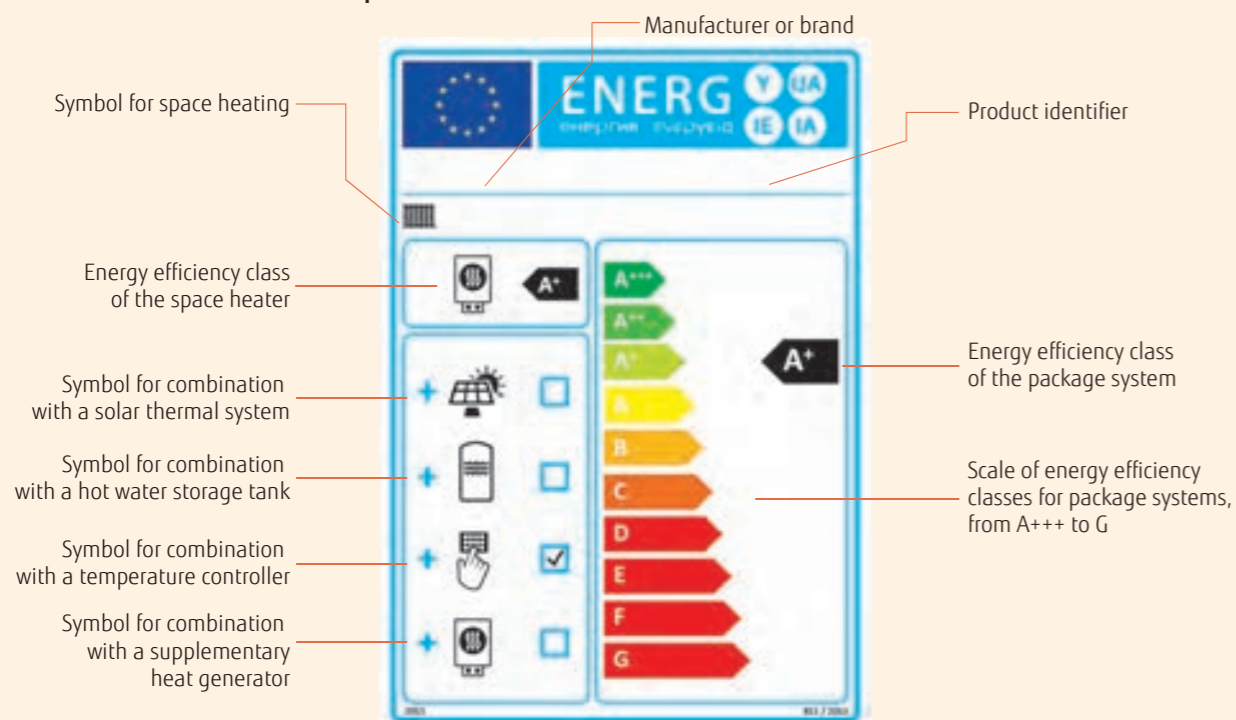 Manufacturer or brand
Symbol for space heating
Product identifier
ENERG
Y
UA
IE
IA
енергия · ενεργεια
Energy efficiency class
of the space heater
A+
Symbol for combination
with a solar thermal system
Symbol for combination
with a hot water storage tank
Symbol for combination
with a temperature controller
Symbol for combination
with a supplementary
heat generator
A+++
A++
A+
A
B
C
D
E
F
G
A+
Energy efficiency class
of the package system
Scale of energy efficiency
classes for package systems,
from A+++ to G